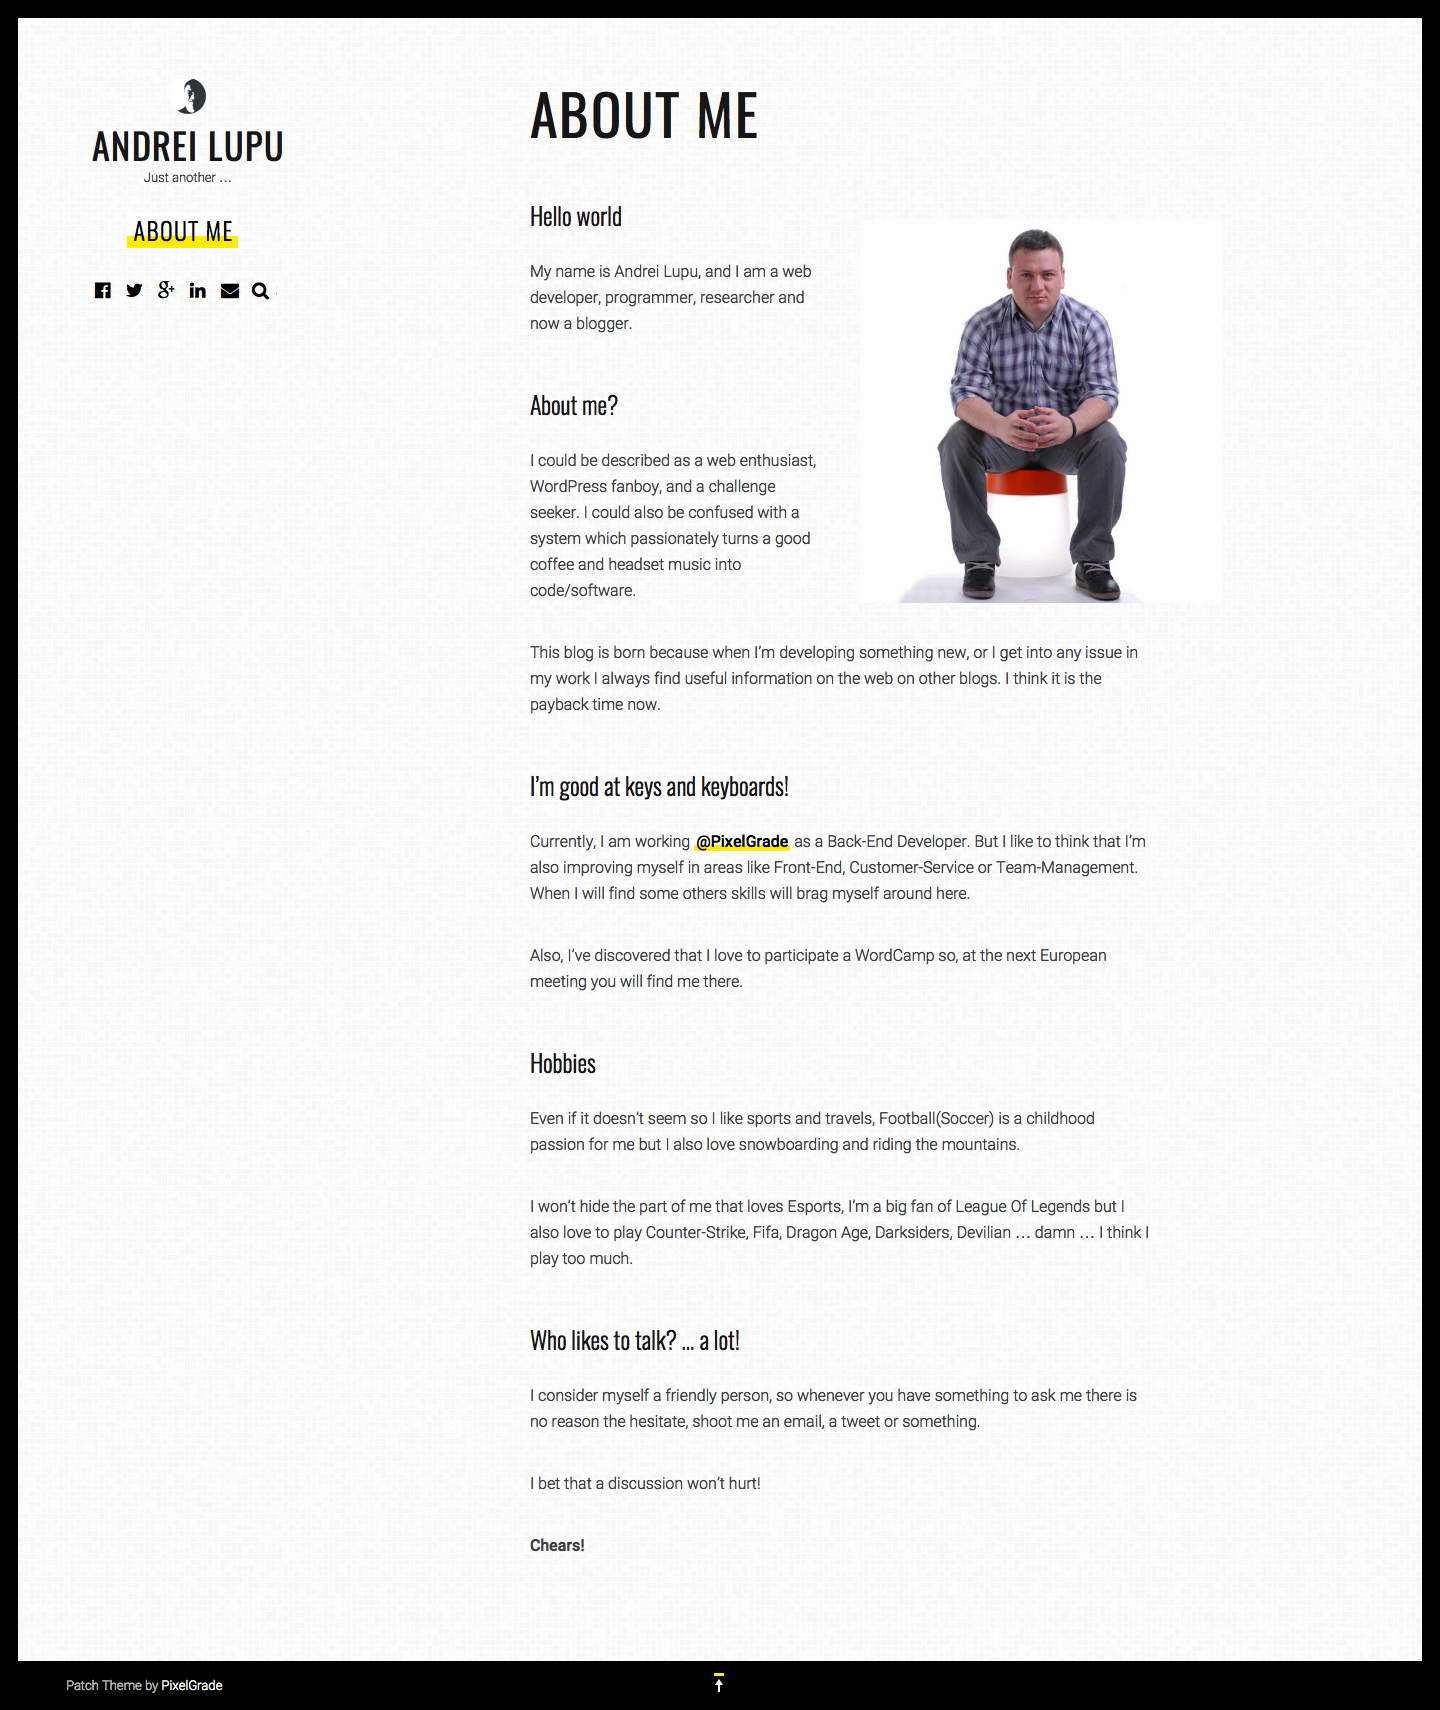 ANDREI LUPU
Just another …
ABOUT ME
ABOUT ME
Hello world
My name is Andrei Lupu, and I am a web
developer, programmer, researcher and
now a blogger.
About me?
I could be described as a web enthusiast,
WordPress fanboy, and a challenge
seeker. I could also be confused with a
system which passionately turns a good
coffee and headset music into
code/software.
This blog is born because when I’m developing something new, or I get into any issue in
my work I always find useful information on the web on other blogs. I think it is the
payback time now.
I’m good at keys and keyboards!
Currently, I am working @PixelGrade as a Back-End Developer. But I like to think that I’m
also improving myself in areas like Front-End, Customer-Service or Team-Management.
When I will find some others skills will brag myself around here.
Also, I’ve discovered that I love to participate a WordCamp so, at the next European
meeting you will find me there.
Hobbies
Even if it doesn’t seem so I like sports and travels, Football(Soccer) is a childhood
passion for me but I also love snowboarding and riding the mountains.
I won’t hide the part of me that loves Esports, I’m a big fan of League Of Legends but I
also love to play Counter-Strike, Fifa, Dragon Age, Darksiders, Devilian … damn … I think I
play too much.
Who likes to talk? … a lot!
I consider myself a friendly person, so whenever you have something to ask me there is
no reason the hesitate, shoot me an email, a tweet or something.
I bet that a discussion won’t hurt!
Chears!
Patch Theme by PixelGrade